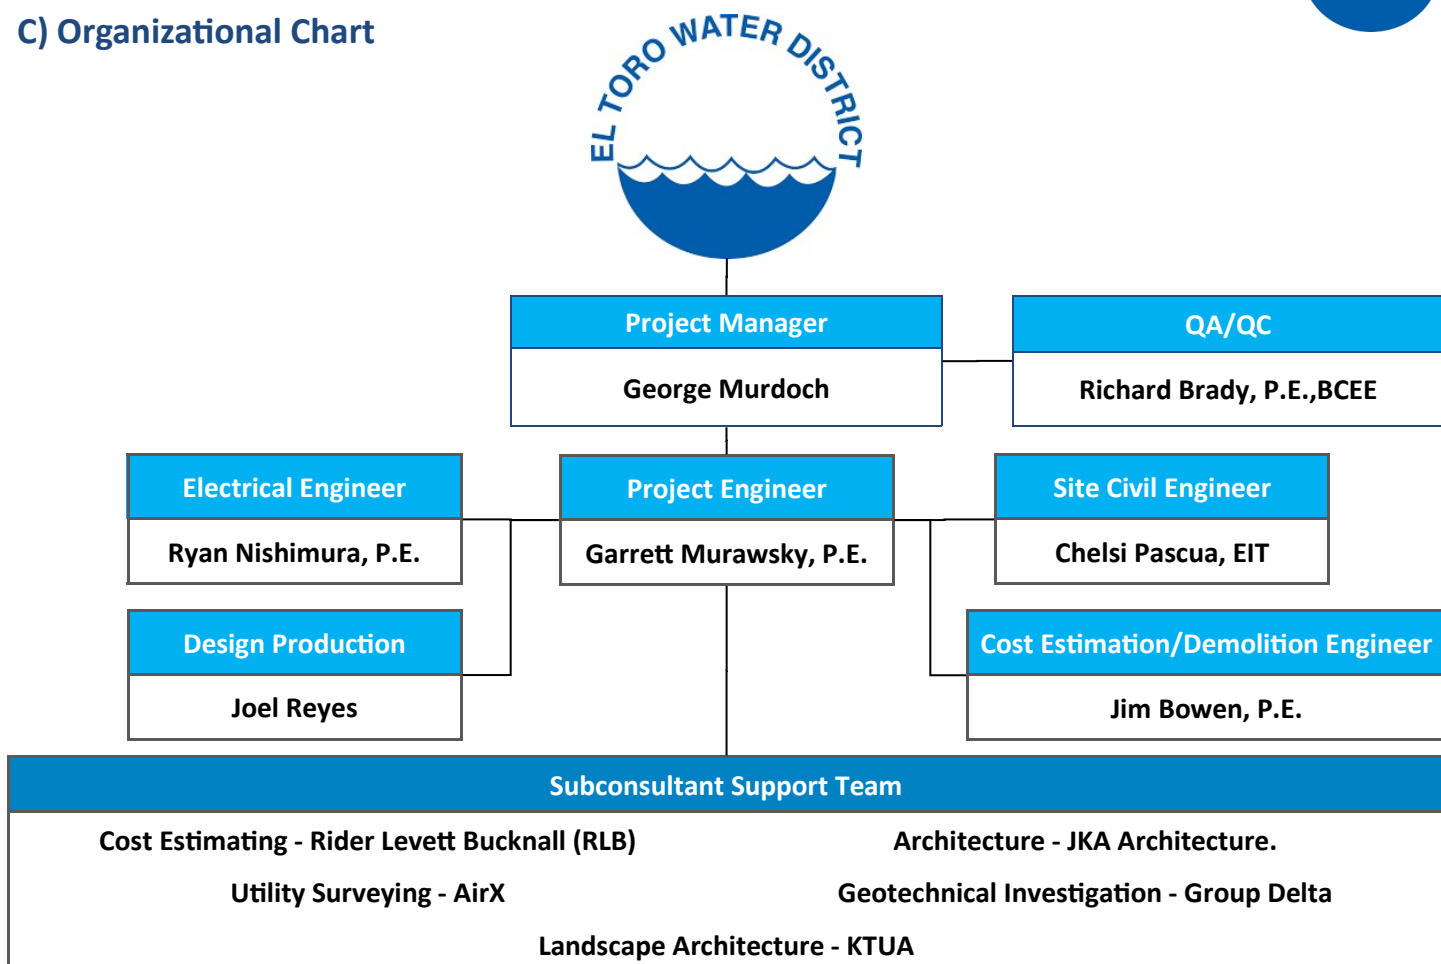 C) Organizational Chart
EL TORO WATER DISTRICT
Project Manager
George Murdoch
QA/QC
Richard Brady, P.E.,BCEE
Electrical Engineer
Ryan Nishimura, P.E.
Project Engineer
Garrett Murawsky, P.E.
Site Civil Engineer
Chelsi Pascua, EIT
Design Production
Joel Reyes
Cost Estimation/Demolition Engineer
Jim Bowen, P.E.
Subconsultant Support Team
Cost Estimating - Rider Levett Bucknall (RLB)
Architecture - JKA Architecture.
Utility Surveying - AirX
Geotechnical Investigation - Group Delta
Landscape Architecture - KTUA